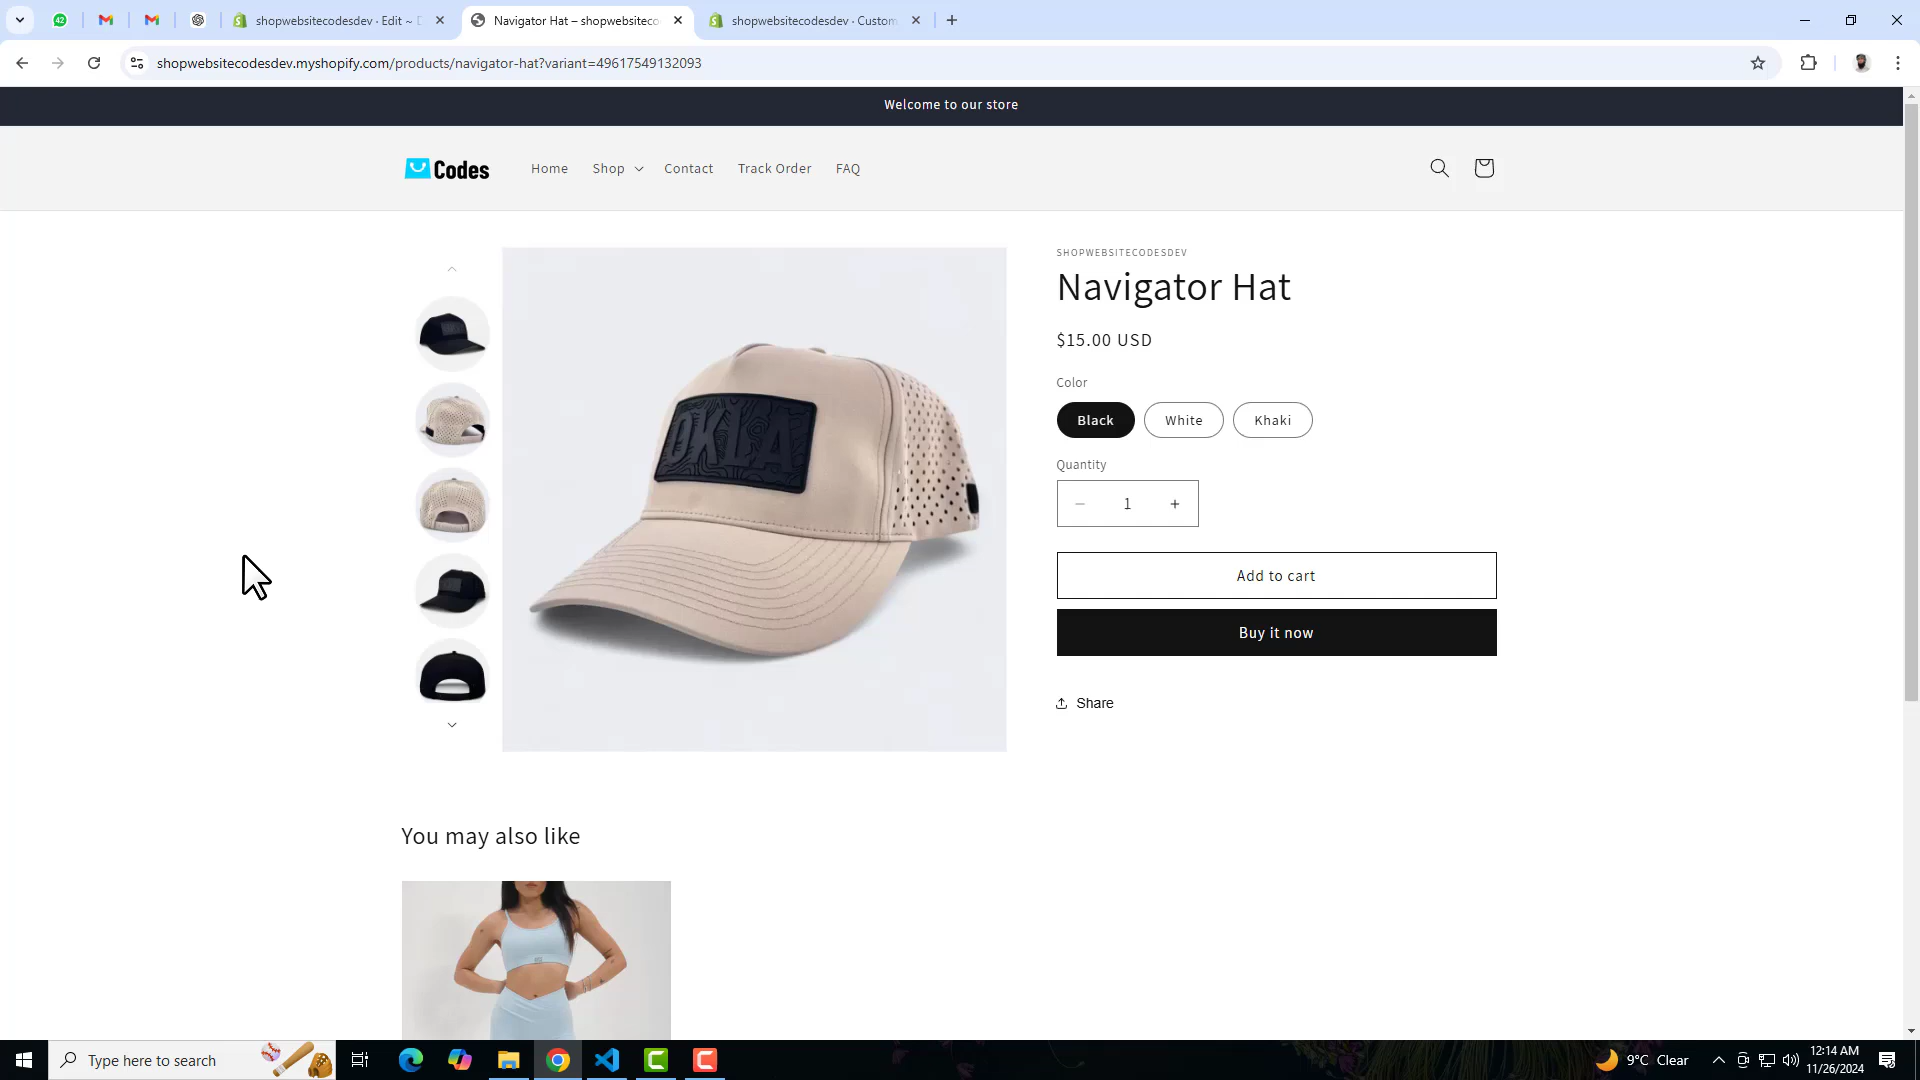 42
shopwebsitecodesdev · Edit ~ D
Navigator Hat – shopwebsiteco
shopwebsitecodesdev · Custom
shopwebsitecodesdev.myshopify.com/products/navigator-hat?variant=49617549132093
Welcome to our store
Codes
Home
Shop
Contact
Track Order
FAQ
SHOPWEBSITECODESDEV
Navigator Hat
$15.00 USD
Color
Black
White
Khaki
Quantity
1
Add to cart
Buy it now
Share
OKLA
You may also like
Type here to search
9°C Clear
12:14 AM
11/26/2024